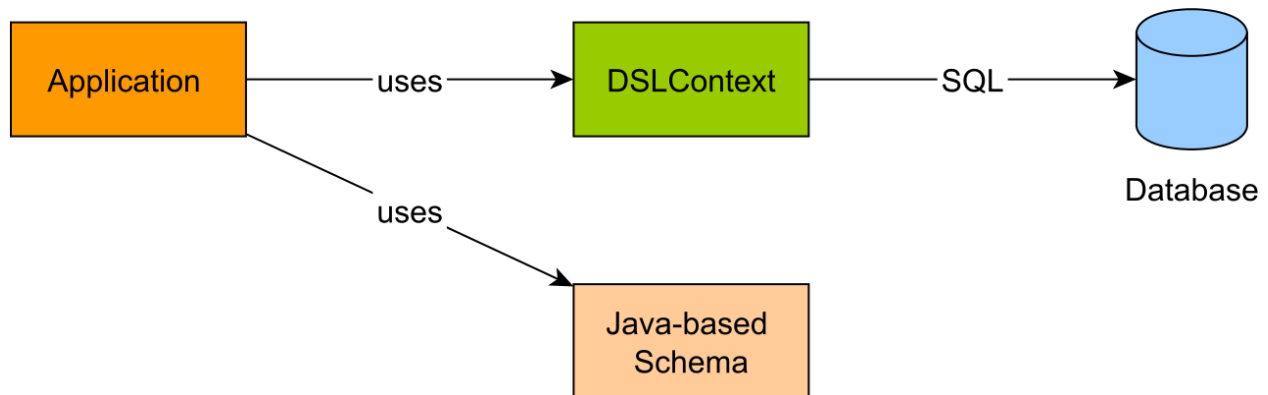 Application
uses
DSLContext
SQL
Database
uses
Java-based
Schema